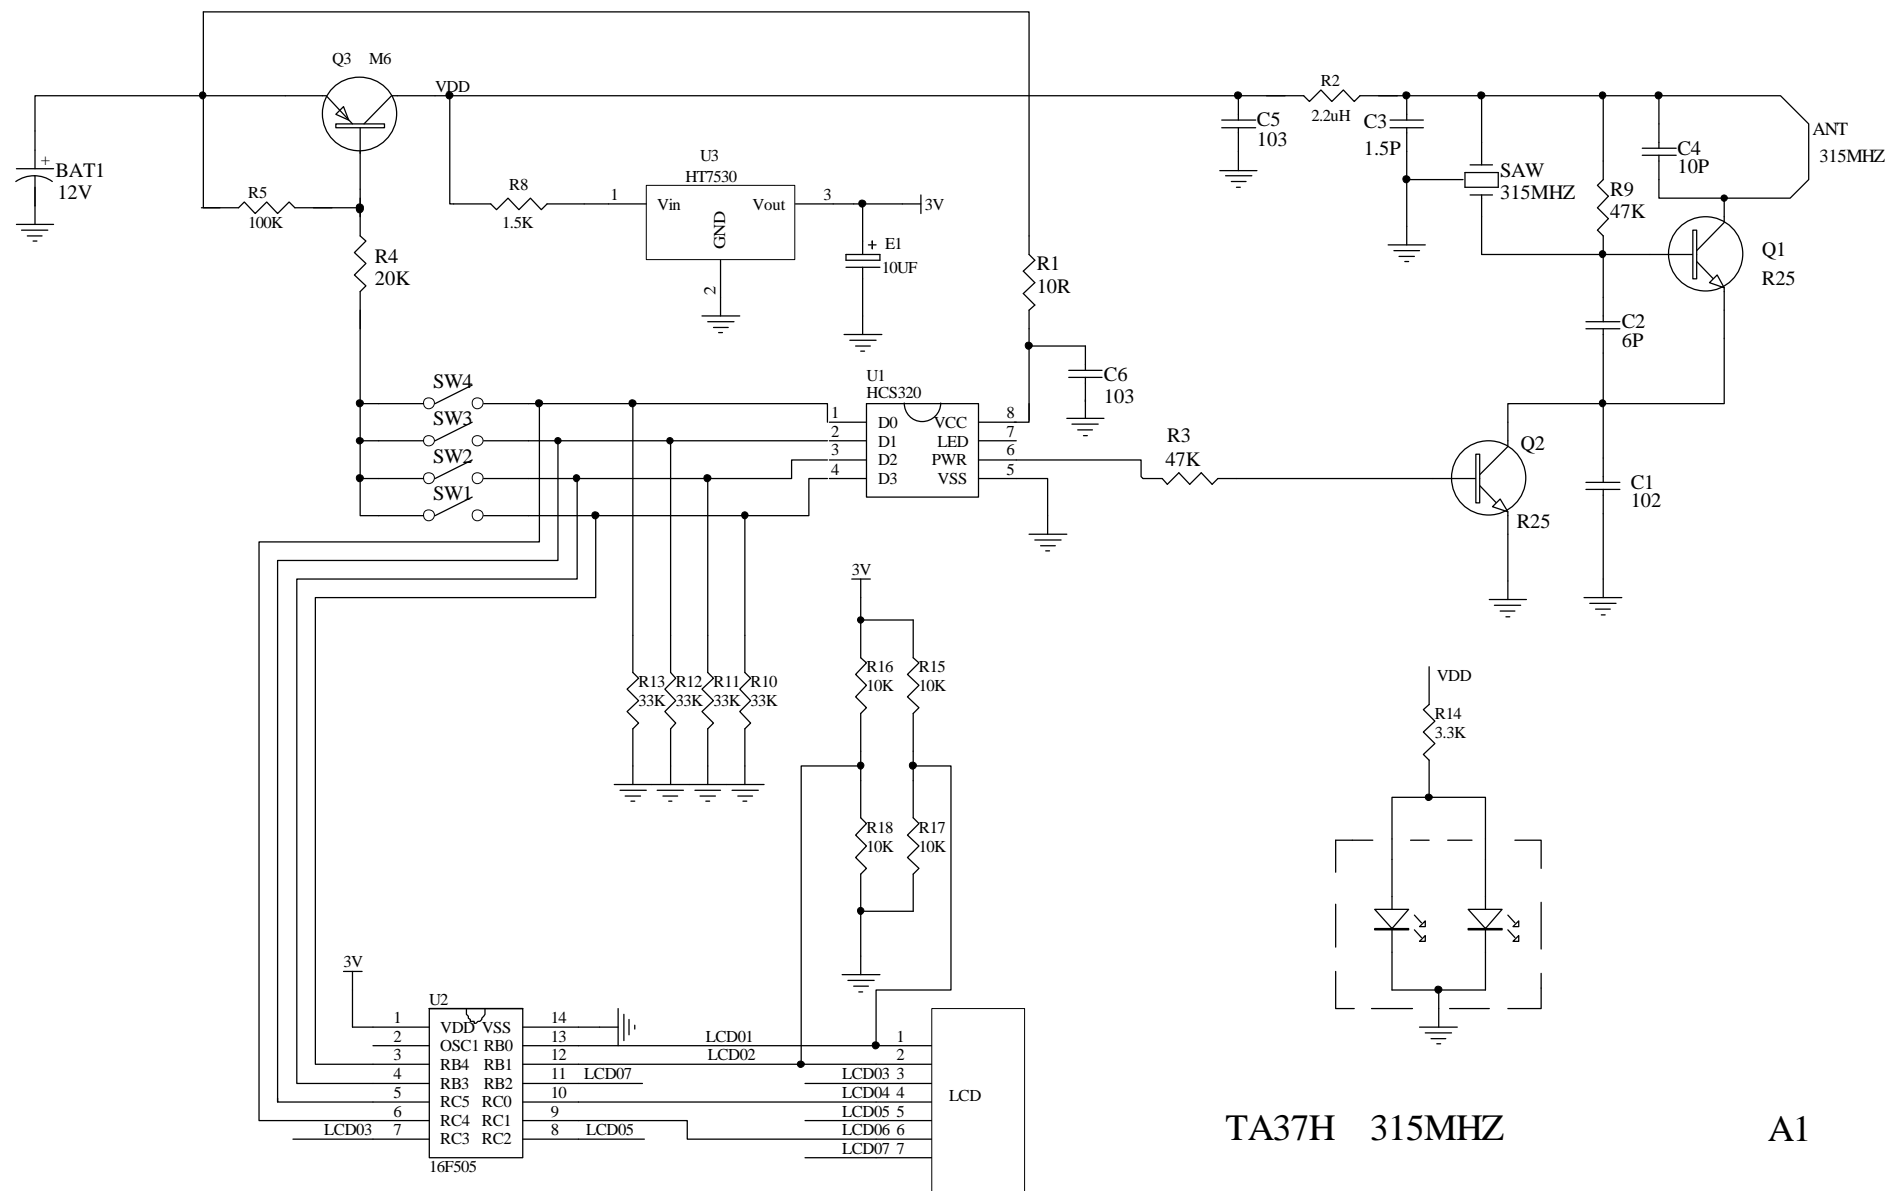 Q3 M6
VDD
BAT1
12V
R5
100K
R4
20K
R8
1.5K
U3
HT7530
1 Vin Vout 3
GND
2
3V
E1
10UF
R1
10R
C6
103
C5
103
R2
2.2uH
C3
1.5P
SAW
315MHZ
R9
47K
C4
10P
ANT
315MHZ
Q1
R25
C2
6P
Q2
R25
C1
102
R3
47K
SW4
SW3
SW2
SW1
U1
HCS320
1 D0 VCC 8
2 D1 LED 7
3 D2 PWR 6
4 D3 VSS 5
R13
33K
R12
33K
R11
33K
R10
33K
3V
R16
10K
R15
10K
R18
10K
R17
10K
VDD
R14
3.3K
3V
U2
1 VDD VSS 14
2 OSC1 RB0 13
3 RB4 RB1 12
4 RB3 RB2 11 LCD07
5 RC5 RC0 10
6 RC4 RC1 9
LCD03 7 RC3 RC2 8 LCD05
16F505
LCD01 1
LCD02 2
LCD03 3
LCD04 4
LCD05 5
LCD06 6
LCD07 7
LCD
TA37H 315MHZ A1